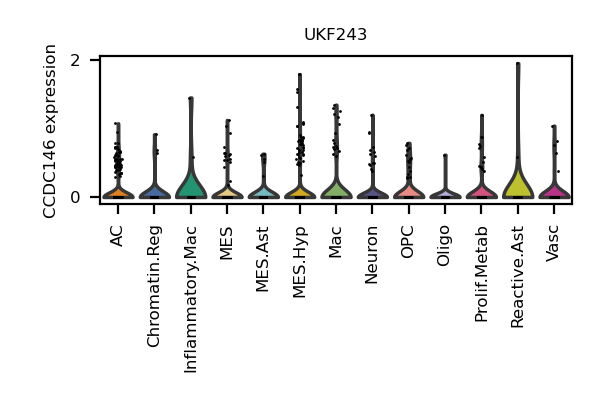 UKF243
CCDC146 expression
2
0
AC
Chromatin.Reg
Inflammatory.Mac
MES
MES.Ast
MES.Hyp
Mac
Neuron
OPC
Oligo
Prolif.Metab
Reactive.Ast
Vasc